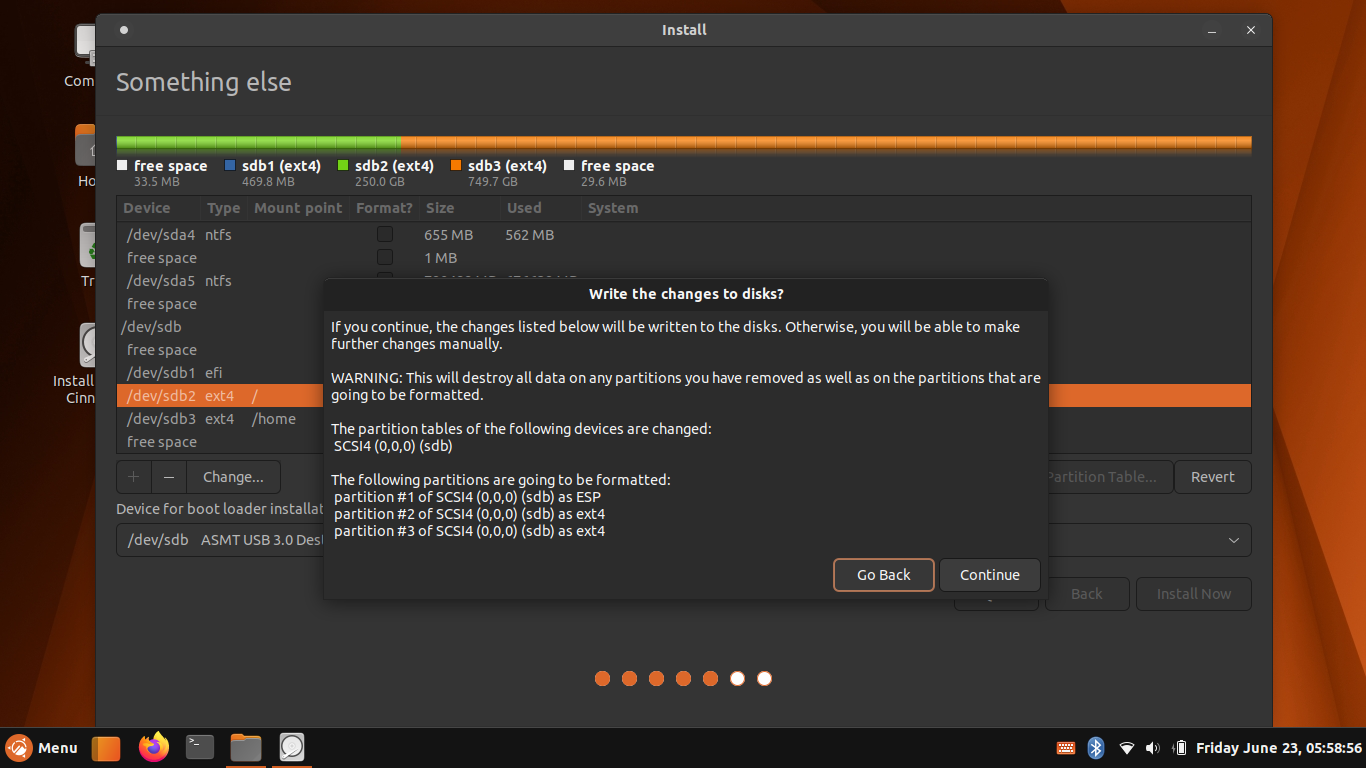 Install
Something else
free space sdb1 (ext4) sdb2 (ext4) sdb3 (ext4) free space
33.5 MB 469.8 MB 250.0 GB 749.7 GB 29.6 MB
Device Type Mount point Format? Size Used System
/dev/sda4 ntfs 655 MB 562 MB
free space 1 MB
/dev/sda5 ntfs
free space
/dev/sdb
free space
/dev/sdb1 efi
/dev/sdb2 ext4 /
/dev/sdb3 ext4 /home
free space
+ − Change... Partition Table... Revert
Device for boot loader installat
/dev/sdb ASMT USB 3.0 Dest
Back Install Now
Write the changes to disks?
If you continue, the changes listed below will be written to the disks. Otherwise, you will be able to make
further changes manually.
WARNING: This will destroy all data on any partitions you have removed as well as on the partitions that are
going to be formatted.
The partition tables of the following devices are changed:
SCSI4 (0,0,0) (sdb)
The following partitions are going to be formatted:
partition #1 of SCSI4 (0,0,0) (sdb) as ESP
partition #2 of SCSI4 (0,0,0) (sdb) as ext4
partition #3 of SCSI4 (0,0,0) (sdb) as ext4
Go Back Continue
Com
Ho
Tr
Install
Cinn
Menu
Friday June 23, 05:58:56